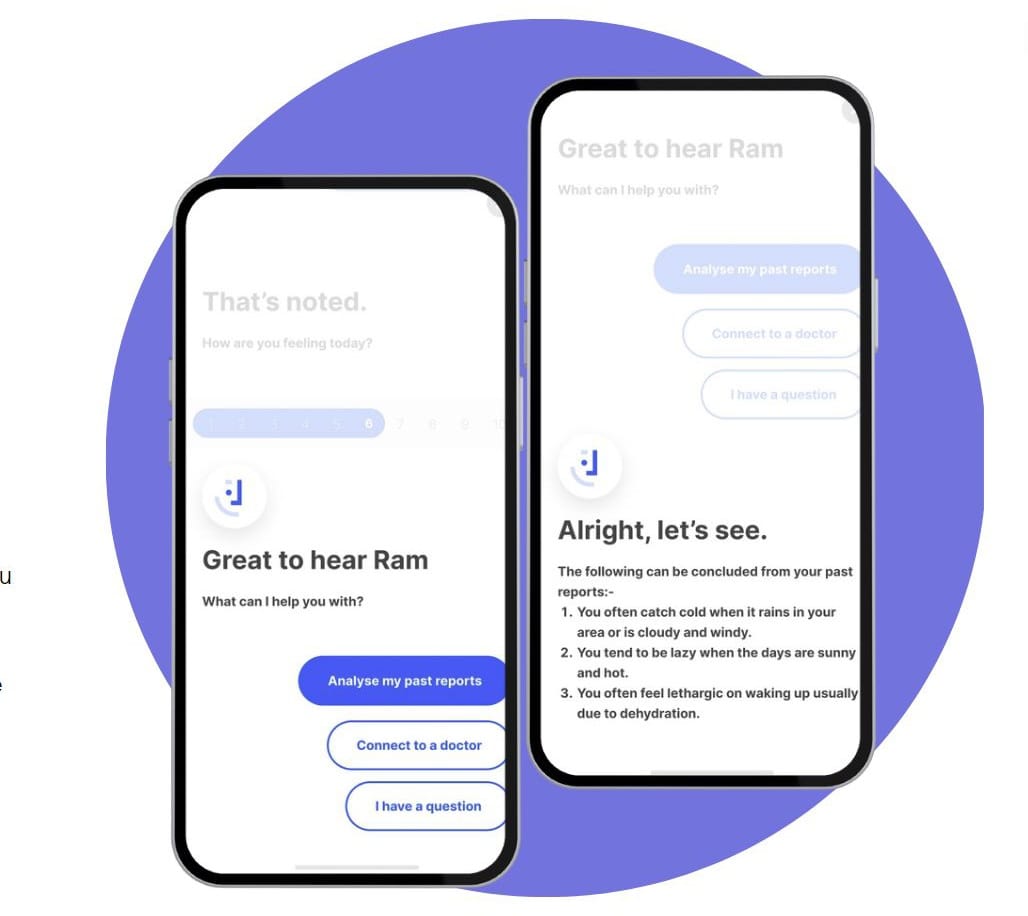 u
e
That’s noted.
How are you feeling today?
1 2 3 4 5 6 7 8 9 10
Great to hear Ram
What can I help you with?
Analyse my past reports
Connect to a doctor
I have a question
Great to hear Ram
What can I help you with?
Analyse my past reports
Connect to a doctor
I have a question
Alright, let’s see.
The following can be concluded from your past
reports:-
1. You often catch cold when it rains in your
area or is cloudy and windy.
2. You tend to be lazy when the days are sunny
and hot.
3. You often feel lethargic on waking up usually
due to dehydration.